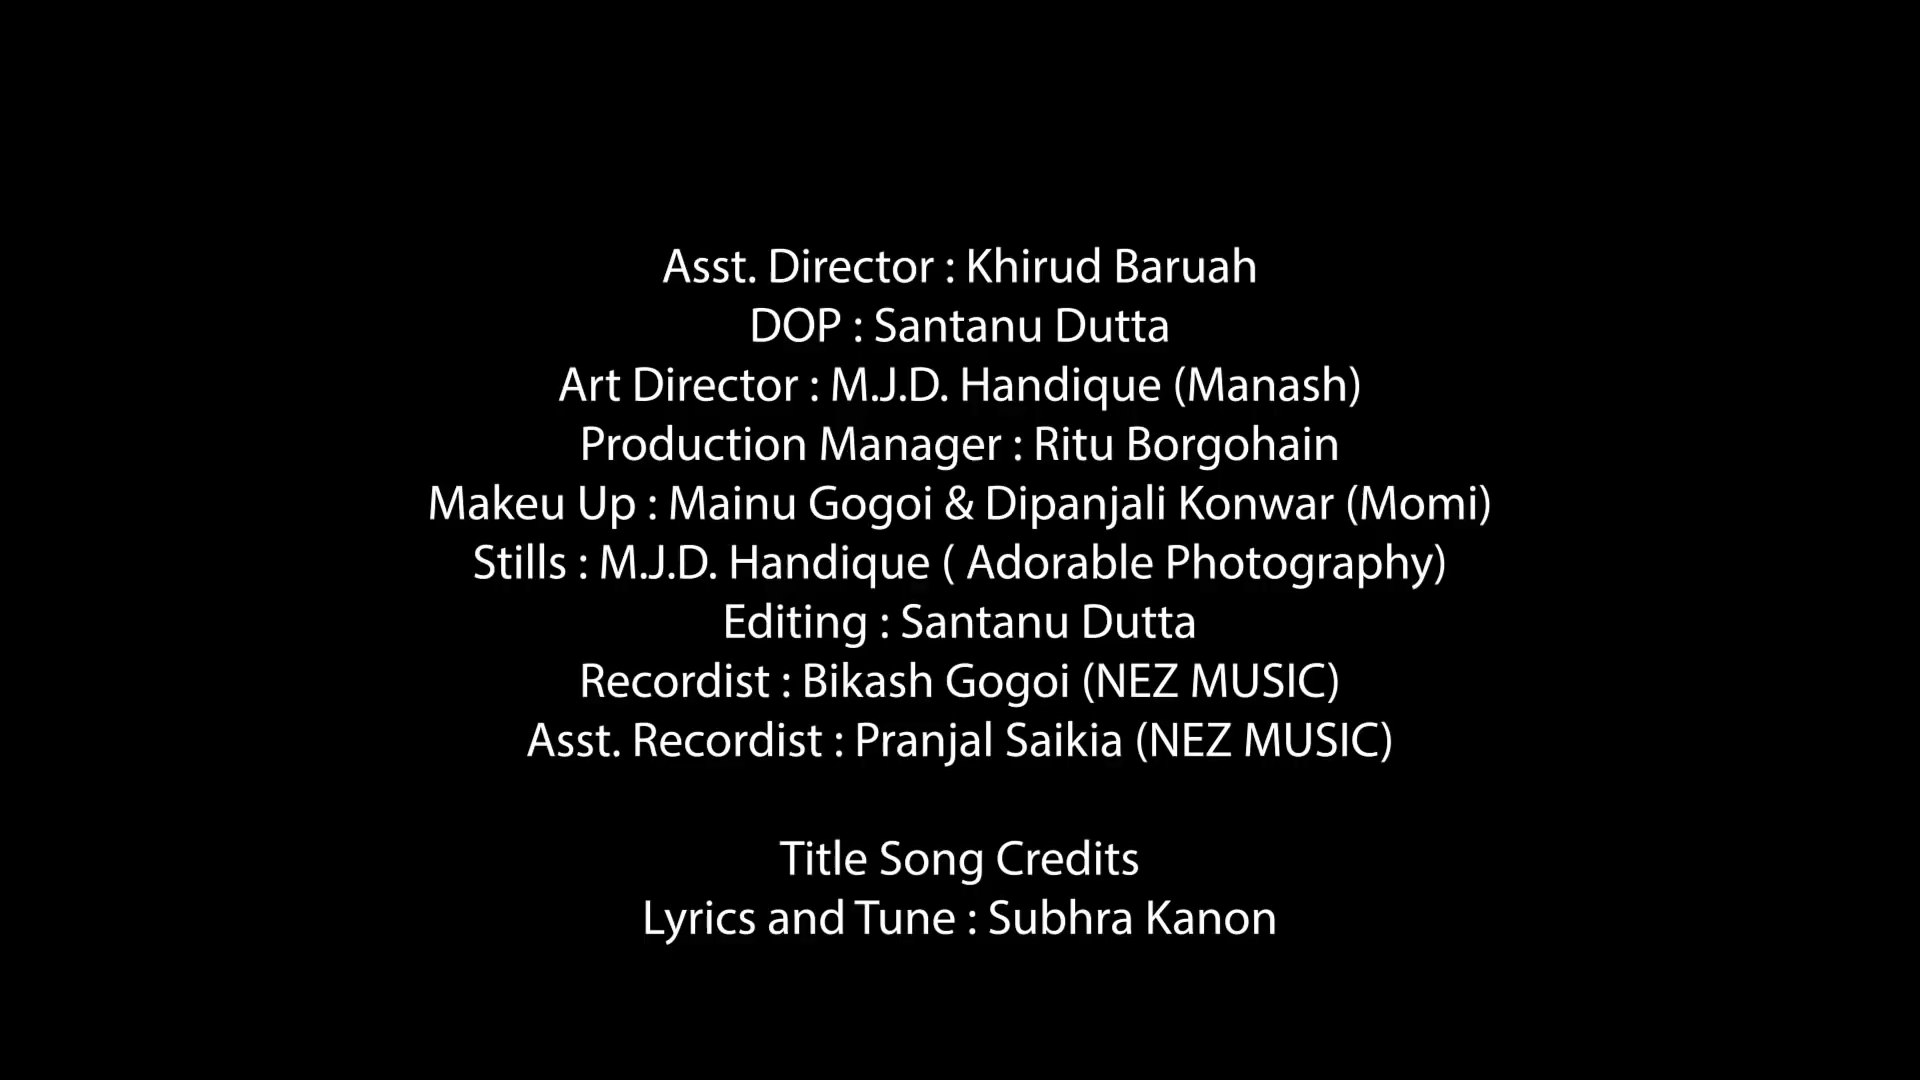 Asst. Director : Khirud Baruah
DOP : Santanu Dutta
Art Director : M.J.D. Handique (Manash)
Production Manager : Ritu Borgohain
Makeu Up : Mainu Gogoi & Dipanjali Konwar (Momi)
Stills : M.J.D. Handique ( Adorable Photography)
Editing : Santanu Dutta
Recordist : Bikash Gogoi (NEZ MUSIC)
Asst. Recordist : Pranjal Saikia (NEZ MUSIC)
Title Song Credits
Lyrics and Tune : Subhra Kanon